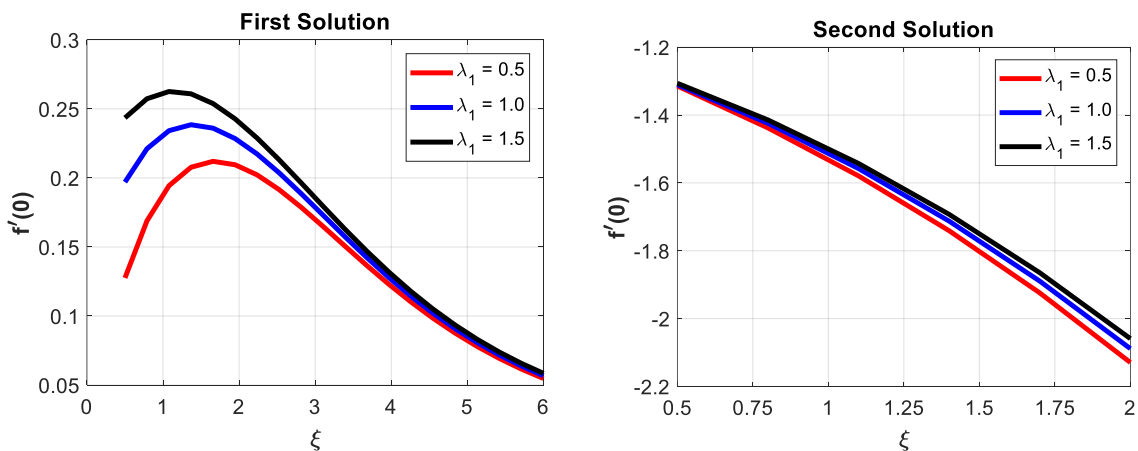 First Solution
0.3
0.25
0.2
0.15
0.1
0.05
f′(0)
0 1 2 3 4 5 6
ξ
λ₁ = 0.5
λ₁ = 1.0
λ₁ = 1.5
Second Solution
-1.2
-1.4
-1.6
-1.8
-2
-2.2
f′(0)
0.5 0.75 1 1.25 1.5 1.75 2
ξ
λ₁ = 0.5
λ₁ = 1.0
λ₁ = 1.5